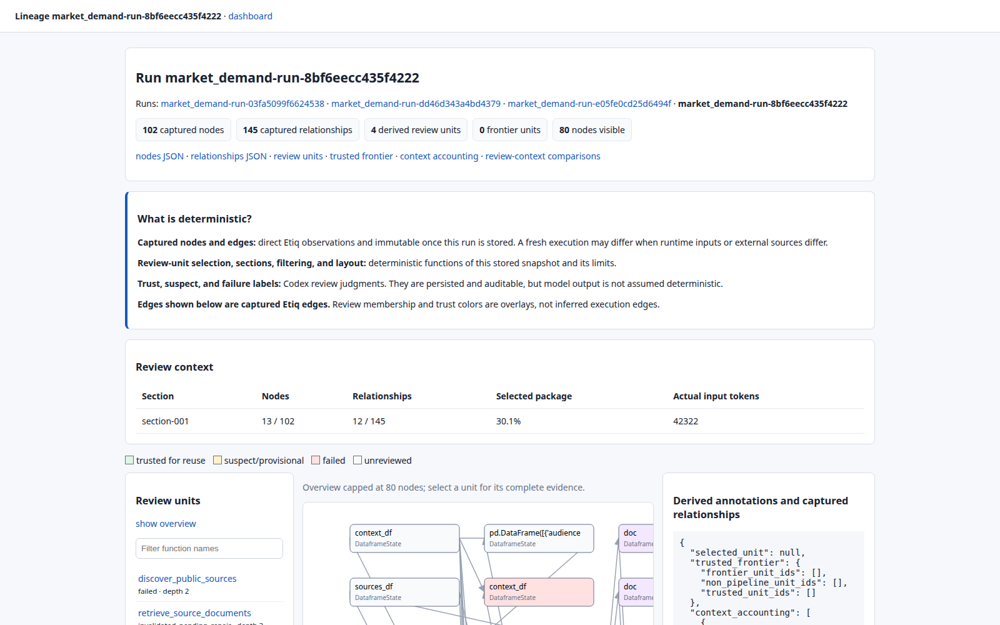 Lineage market_demand-run-8bf6eecc435f4222 · dashboard
Run market_demand-run-8bf6eecc435f4222
Runs: market_demand-run-03fa5099f6624538 · market_demand-run-dd46d343a4bd4379 · market_demand-run-e05fe0cd25d6494f · market_demand-run-8bf6eecc435f4222
102 captured nodes 145 captured relationships 4 derived review units 0 frontier units 80 nodes visible
nodes JSON · relationships JSON · review units · trusted frontier · context accounting · review-context comparisons
What is deterministic?
Captured nodes and edges: direct Etiq observations and immutable once this run is stored. A fresh execution may differ when runtime inputs or external sources differ.
Review-unit selection, sections, filtering, and layout: deterministic functions of this stored snapshot and its limits.
Trust, suspect, and failure labels: Codex review judgments. They are persisted and auditable, but model output is not assumed deterministic.
Edges shown below are captured Etiq edges. Review membership and trust colors are overlays, not inferred execution edges.
Review context
Section Nodes Relationships Selected package Actual input tokens
section-001 13 / 102 12 / 145 30.1% 42322
trusted for reuse suspect/provisional failed unreviewed
Review units
show overview
Filter function names
discover_public_sources
failed · depth 2
retrieve_source_documents
invalidated_pending_repair · depth 2
Overview capped at 80 nodes; select a unit for its complete evidence.
context_df
DataframeState
pd.DataFrame([{'audience
DataframeState
doc
Dataframe
sources_df
DataframeState
context_df
DataframeState
doc
Dataframe
Derived annotations and captured
relationships
{
"selected_unit": null,
"trusted_frontier": {
"frontier_unit_ids": [],
"non_pipeline_unit_ids": [],
"trusted_unit_ids": []
},
"context_accounting": [
{